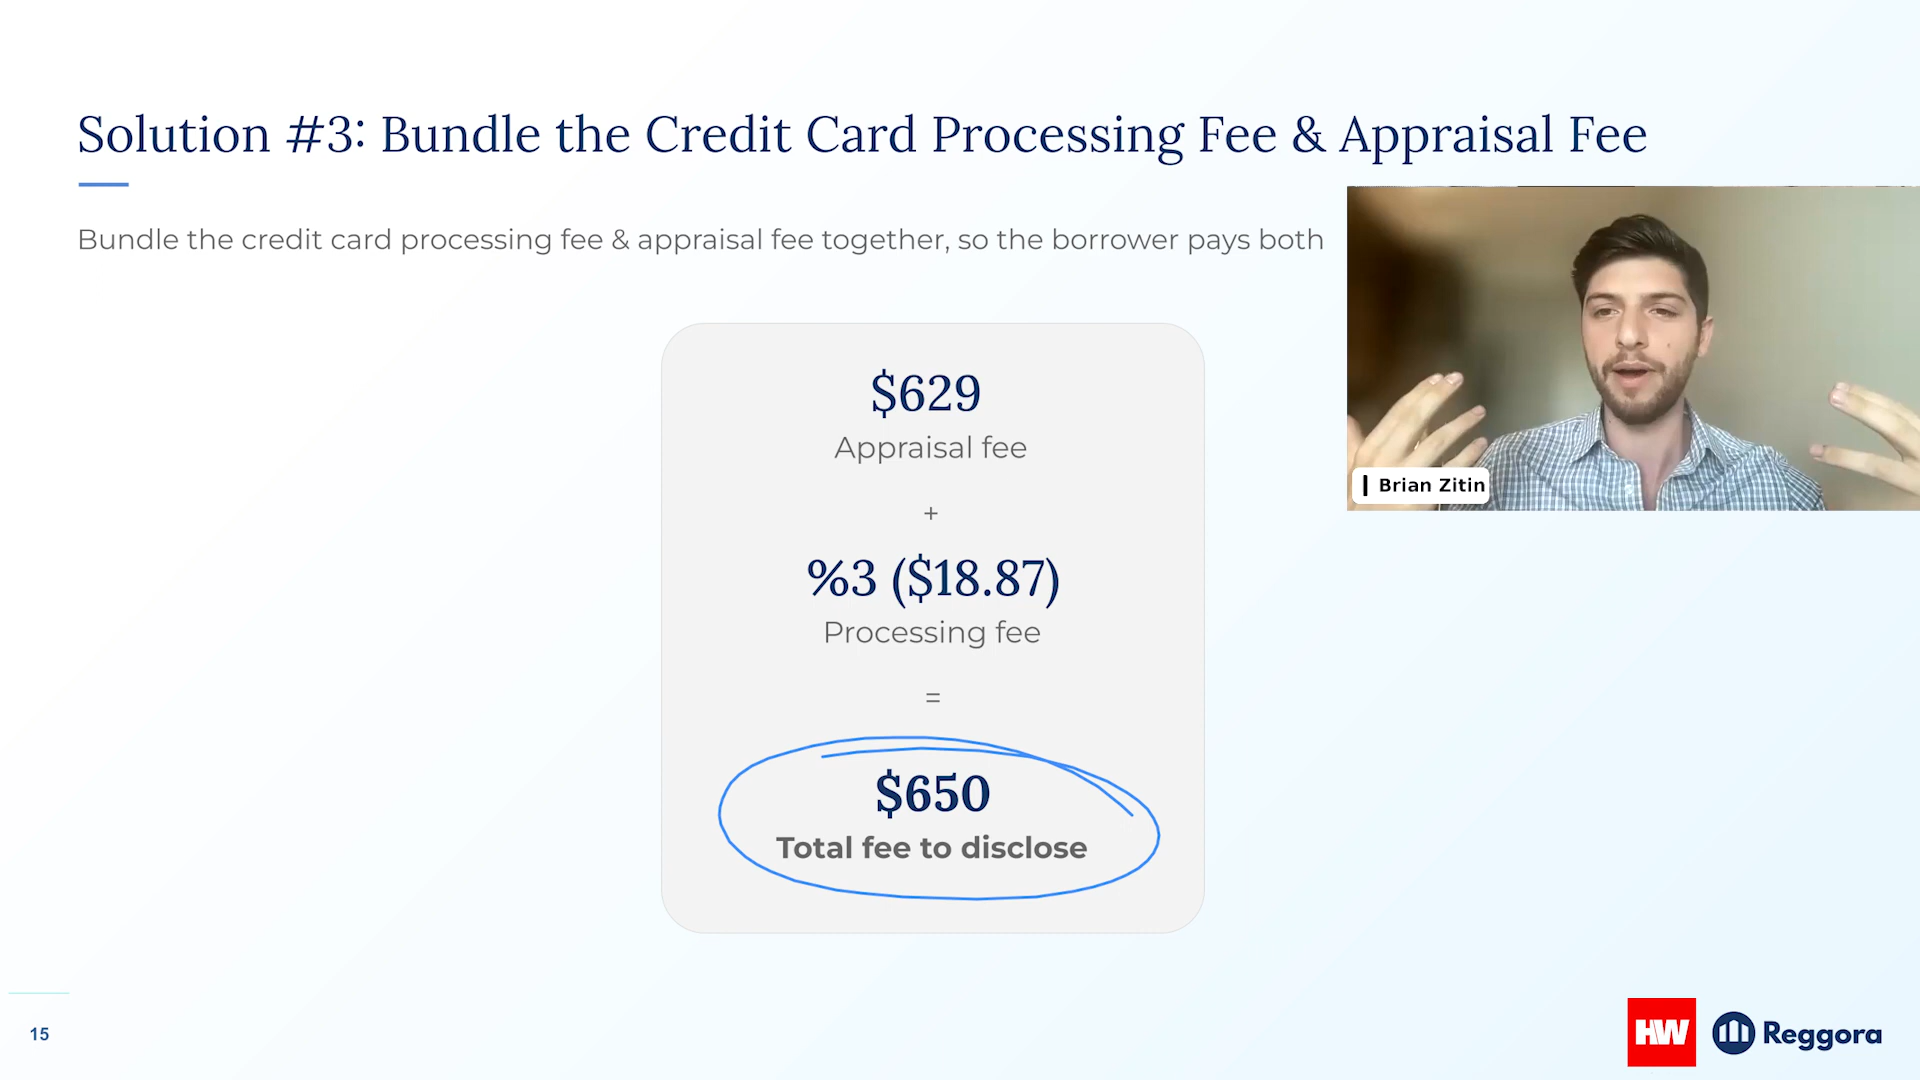 Solution #3: Bundle the Credit Card Processing Fee & Appraisal Fee
Bundle the credit card processing fee & appraisal fee together, so the borrower pays both
$629
Appraisal fee
+
%3 ($18.87)
Processing fee
=
$650
Total fee to disclose
Brian Zitin
15
HW
Reggora